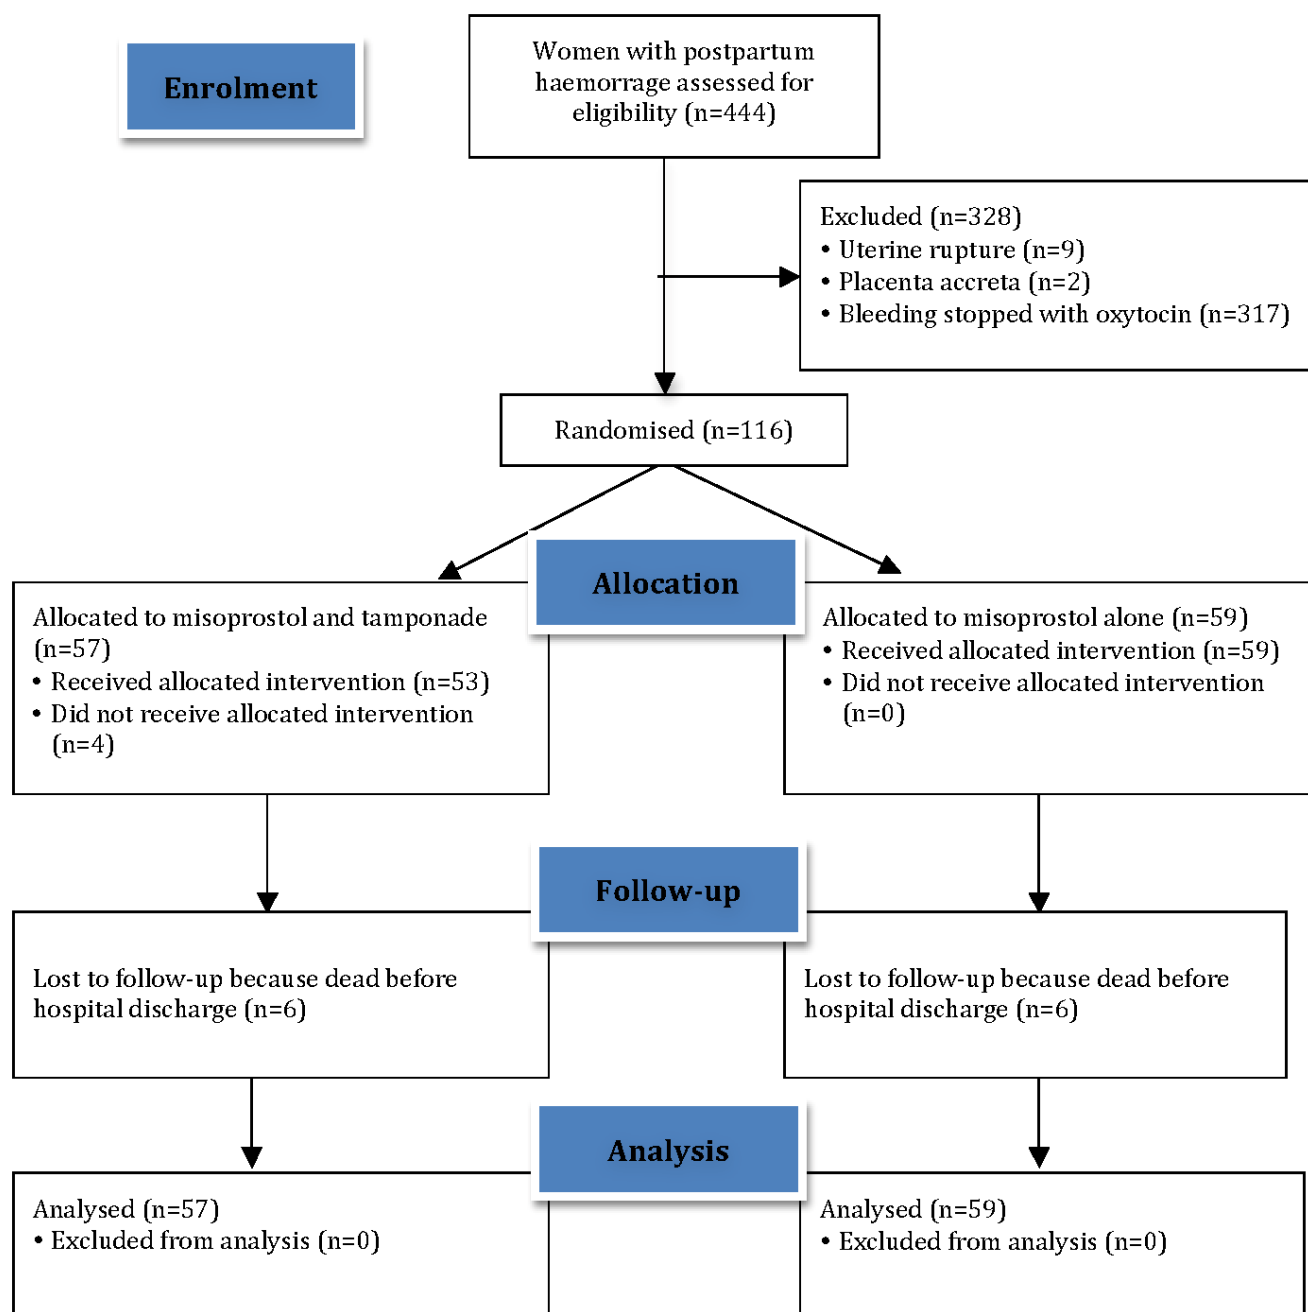 Enrolment
Women with postpartum
haemorrage assessed for
eligibility (n=444)
Excluded (n=328)
• Uterine rupture (n=9)
• Placenta accreta (n=2)
• Bleeding stopped with oxytocin (n=317)
Randomised (n=116)
Allocation
Allocated to misoprostol and tamponade
(n=57)
• Received allocated intervention (n=53)
• Did not receive allocated intervention
(n=4)
Allocated to misoprostol alone (n=59)
• Received allocated intervention (n=59)
• Did not receive allocated intervention
(n=0)
Follow-up
Lost to follow-up because dead before
hospital discharge (n=6)
Lost to follow-up because dead before
hospital discharge (n=6)
Analysis
Analysed (n=57)
• Excluded from analysis (n=0)
Analysed (n=59)
• Excluded from analysis (n=0)